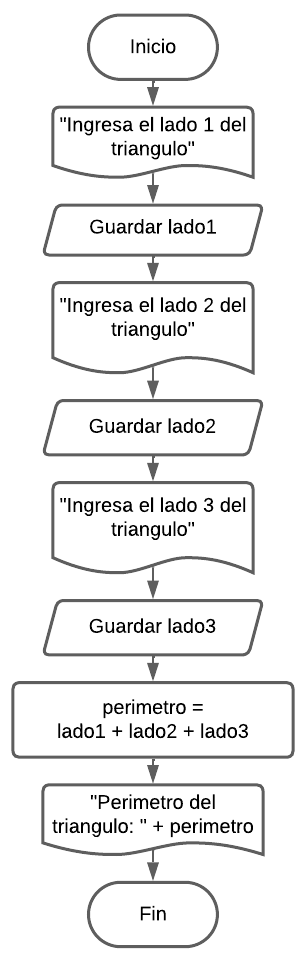 Inicio
"Ingresa el lado 1 del
triangulo"
Guardar lado1
"Ingresa el lado 2 del
triangulo"
Guardar lado2
"Ingresa el lado 3 del
triangulo"
Guardar lado3
perimetro =
lado1 + lado2 + lado3
"Perimetro del
triangulo: " + perimetro
Fin